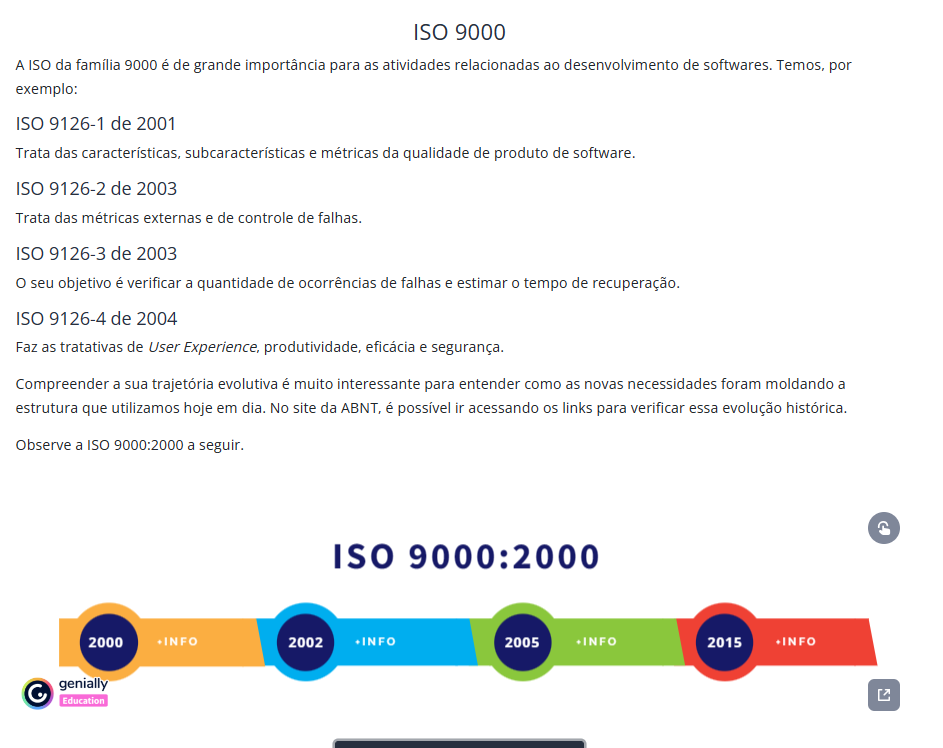 ISO 9000
A ISO da família 9000 é de grande importância para as atividades relacionadas ao desenvolvimento de softwares. Temos, por
exemplo:
ISO 9126-1 de 2001
Trata das características, subcaracterísticas e métricas da qualidade de produto de software.
ISO 9126-2 de 2003
Trata das métricas externas e de controle de falhas.
ISO 9126-3 de 2003
O seu objetivo é verificar a quantidade de ocorrências de falhas e estimar o tempo de recuperação.
ISO 9126-4 de 2004
Faz as tratativas de User Experience, produtividade, eficácia e segurança.
Compreender a sua trajetória evolutiva é muito interessante para entender como as novas necessidades foram moldando a
estrutura que utilizamos hoje em dia. No site da ABNT, é possível ir acessando os links para verificar essa evolução histórica.
Observe a ISO 9000:2000 a seguir.
ISO 9000:2000
2000 +INFO 2002 +INFO 2005 +INFO 2015 +INFO
genially
Education